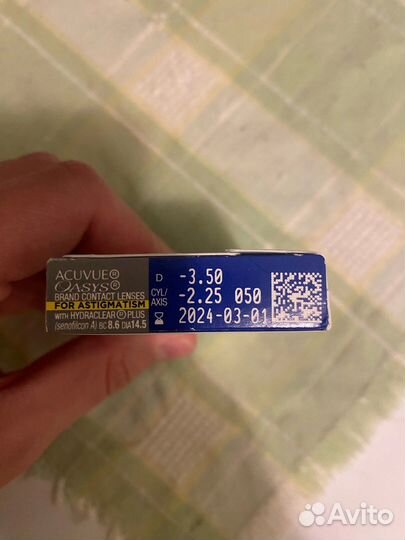 ACUVUE®
OASYS®
BRAND CONTACT LENSES
FOR ASTIGMATISM
WITH HYDRACLEAR® PLUS
(senofilcon A) BC 8.6 DIA 14.5
D -3.50
CYL/
AXIS -2.25 050
2024-03-01
Avito